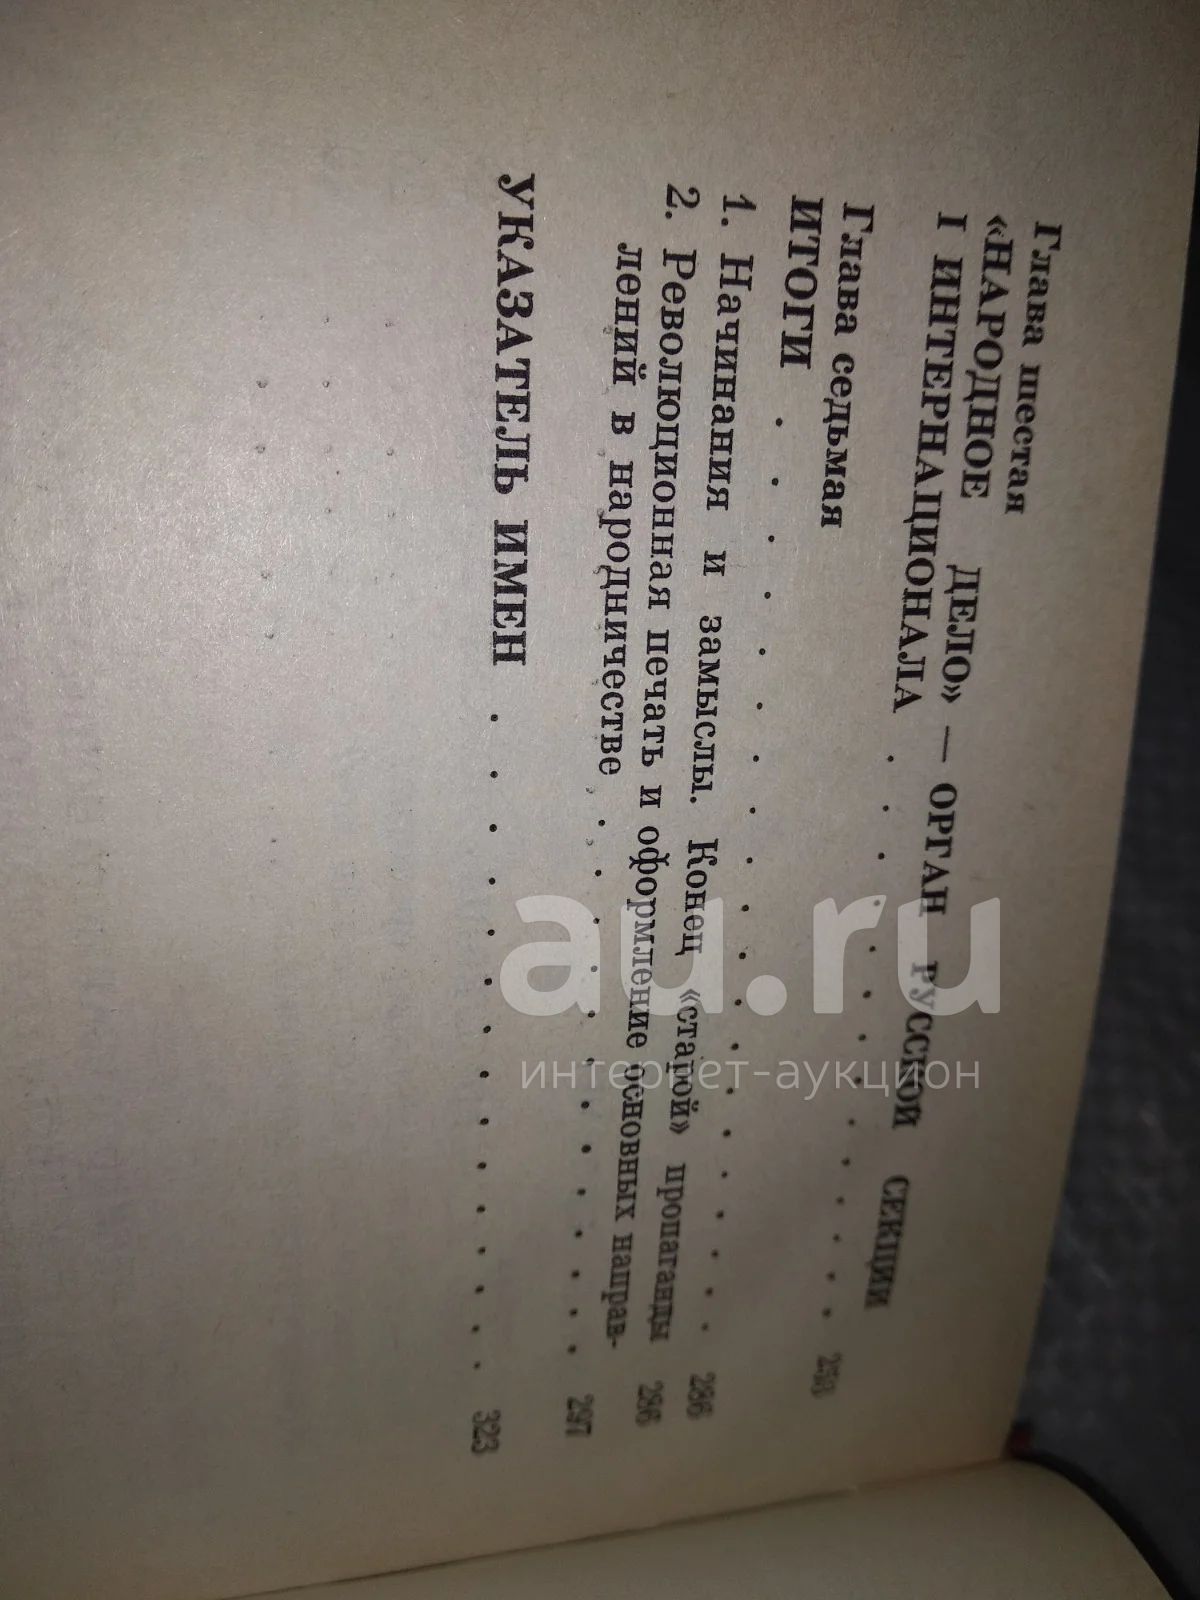 Глава шестая
«НАРОДНОЕ ДЕЛО» — ОРГАН РУССКОЙ СЕКЦИИ
I ИНТЕРНАЦИОНАЛА . . . . . . . . . . . .
Глава седьмая
ИТОГИ . . . . . . . . . . . . . . . . . . 286
1. Начинания и замыслы. Конец «старой» пропаганды 286
2. Революционная печать и оформление основных направ-
лений в народничестве . . . . . . . . . . . 297
УКАЗАТЕЛЬ ИМЕН . . . . . . . . . . . . . . 323
au.ru
интернет-аукцион